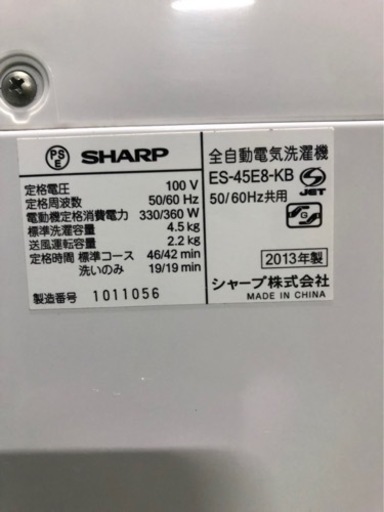 PSE SHARP
定格電圧 100 V
定格周波数 50/60 Hz
電動機定格消費電力 330/360 W
標準洗濯容量 4.5 kg
送風運転容量 2.2 kg
定格時間 標準コース 46/42 min
洗いのみ 19/19 min
製造番号 1011056
全自動電気洗濯機
ES-45E8-KB
50/60Hz共用
S JET
G
2013年製
シャープ株式会社
MADE IN CHINA